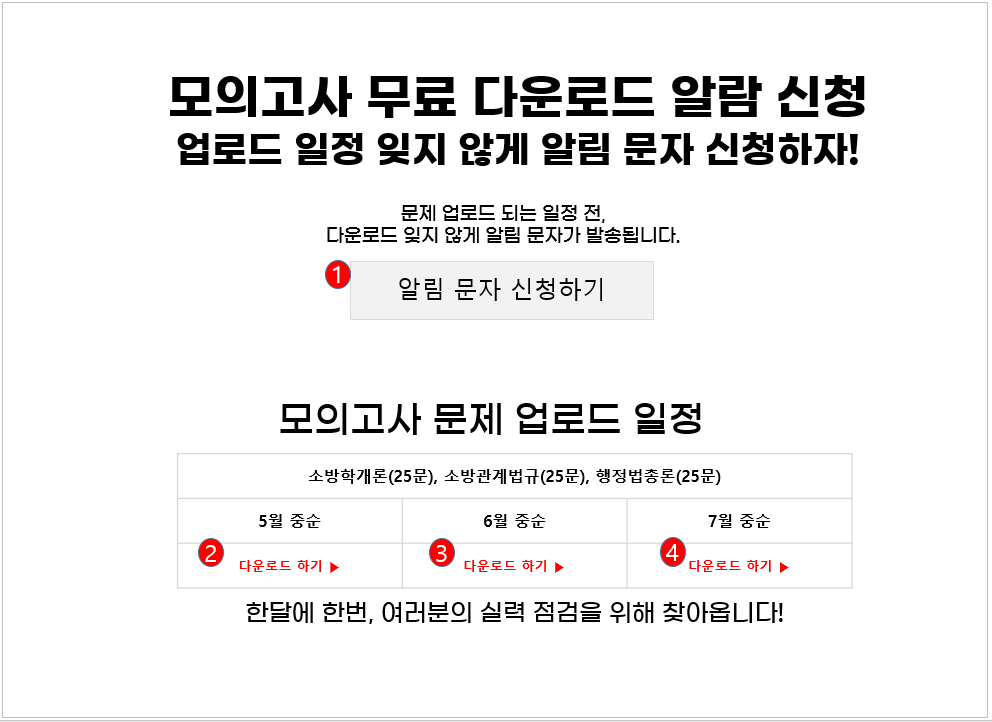 모의고사 무료 다운로드 알람 신청
업로드 일정 잊지 않게 알림 문자 신청하자!
문제 업로드 되는 일정 전,
다운로드 잊지 않게 알림 문자가 발송됩니다.
1 알림 문자 신청하기
모의고사 문제 업로드 일정
소방학개론(25문), 소방관계법규(25문), 행정법총론(25문)
5월 중순 6월 중순 7월 중순
2 다운로드 하기 ▶ 3 다운로드 하기 ▶ 4 다운로드 하기 ▶
한달에 한번, 여러분의 실력 점검을 위해 찾아옵니다!